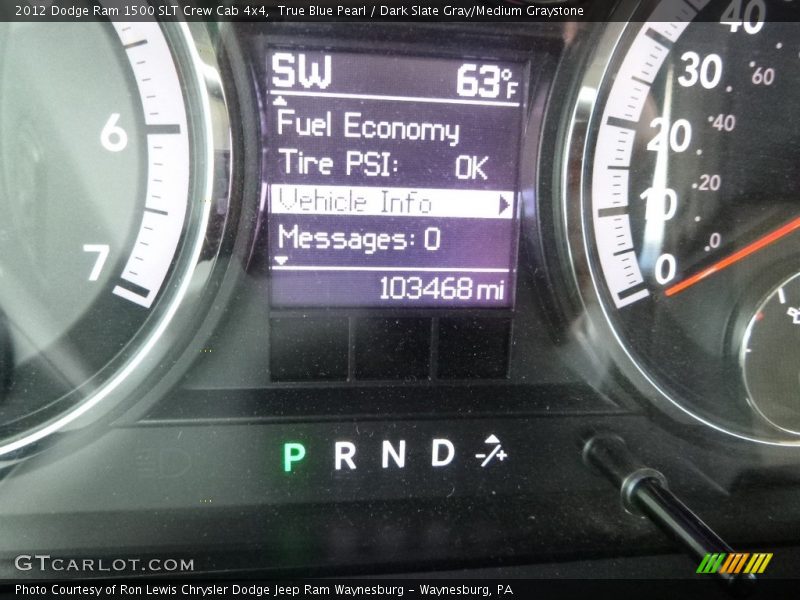 2012 Dodge Ram 1500 SLT Crew Cab 4x4, True Blue Pearl / Dark Slate Gray/Medium Graystone
SW 63°F
Fuel Economy
Tire PSI: OK
Vehicle Info
Messages: 0
103468 mi
6
7
40
30
20
10
0
60
40
20
0
P R N D -/+
GTCARLOT.COM
Photo Courtesy of Ron Lewis Chrysler Dodge Jeep Ram Waynesburg - Waynesburg, PA